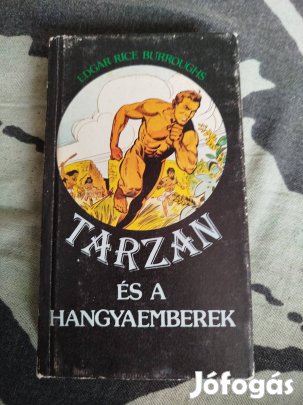 EDGAR RICE BURROUGHS
TARZAN
ÉS A
HANGYAEMBEREK
Jófogás